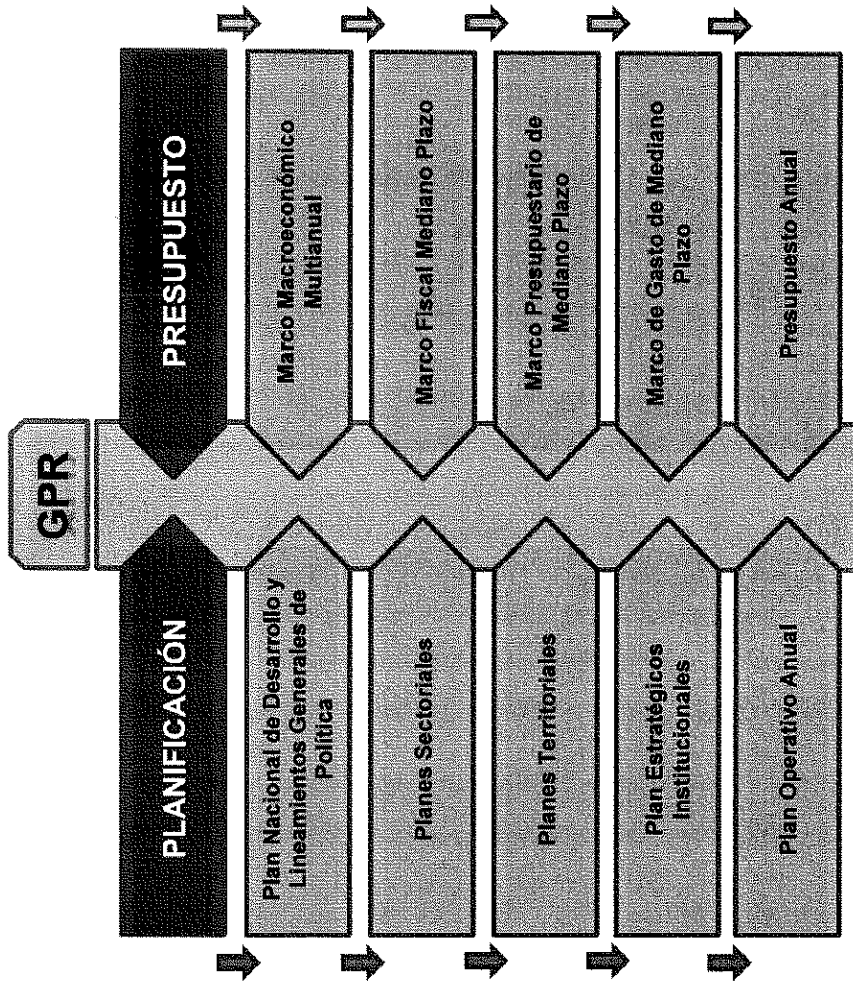 GPR
PLANIFICACIÓN
PRESUPUESTO
Plan Nacional de Desarrollo y
Lineamientos Generales de
Política
Marco Macroeconómico
Multianual
Planes Sectoriales
Marco Fiscal Mediano Plazo
Planes Territoriales
Marco Presupuestario de
Mediano Plazo
Plan Estratégicos
Institucionales
Marco de Gasto de Mediano
Plazo
Plan Operativo Anual
Presupuesto Anual